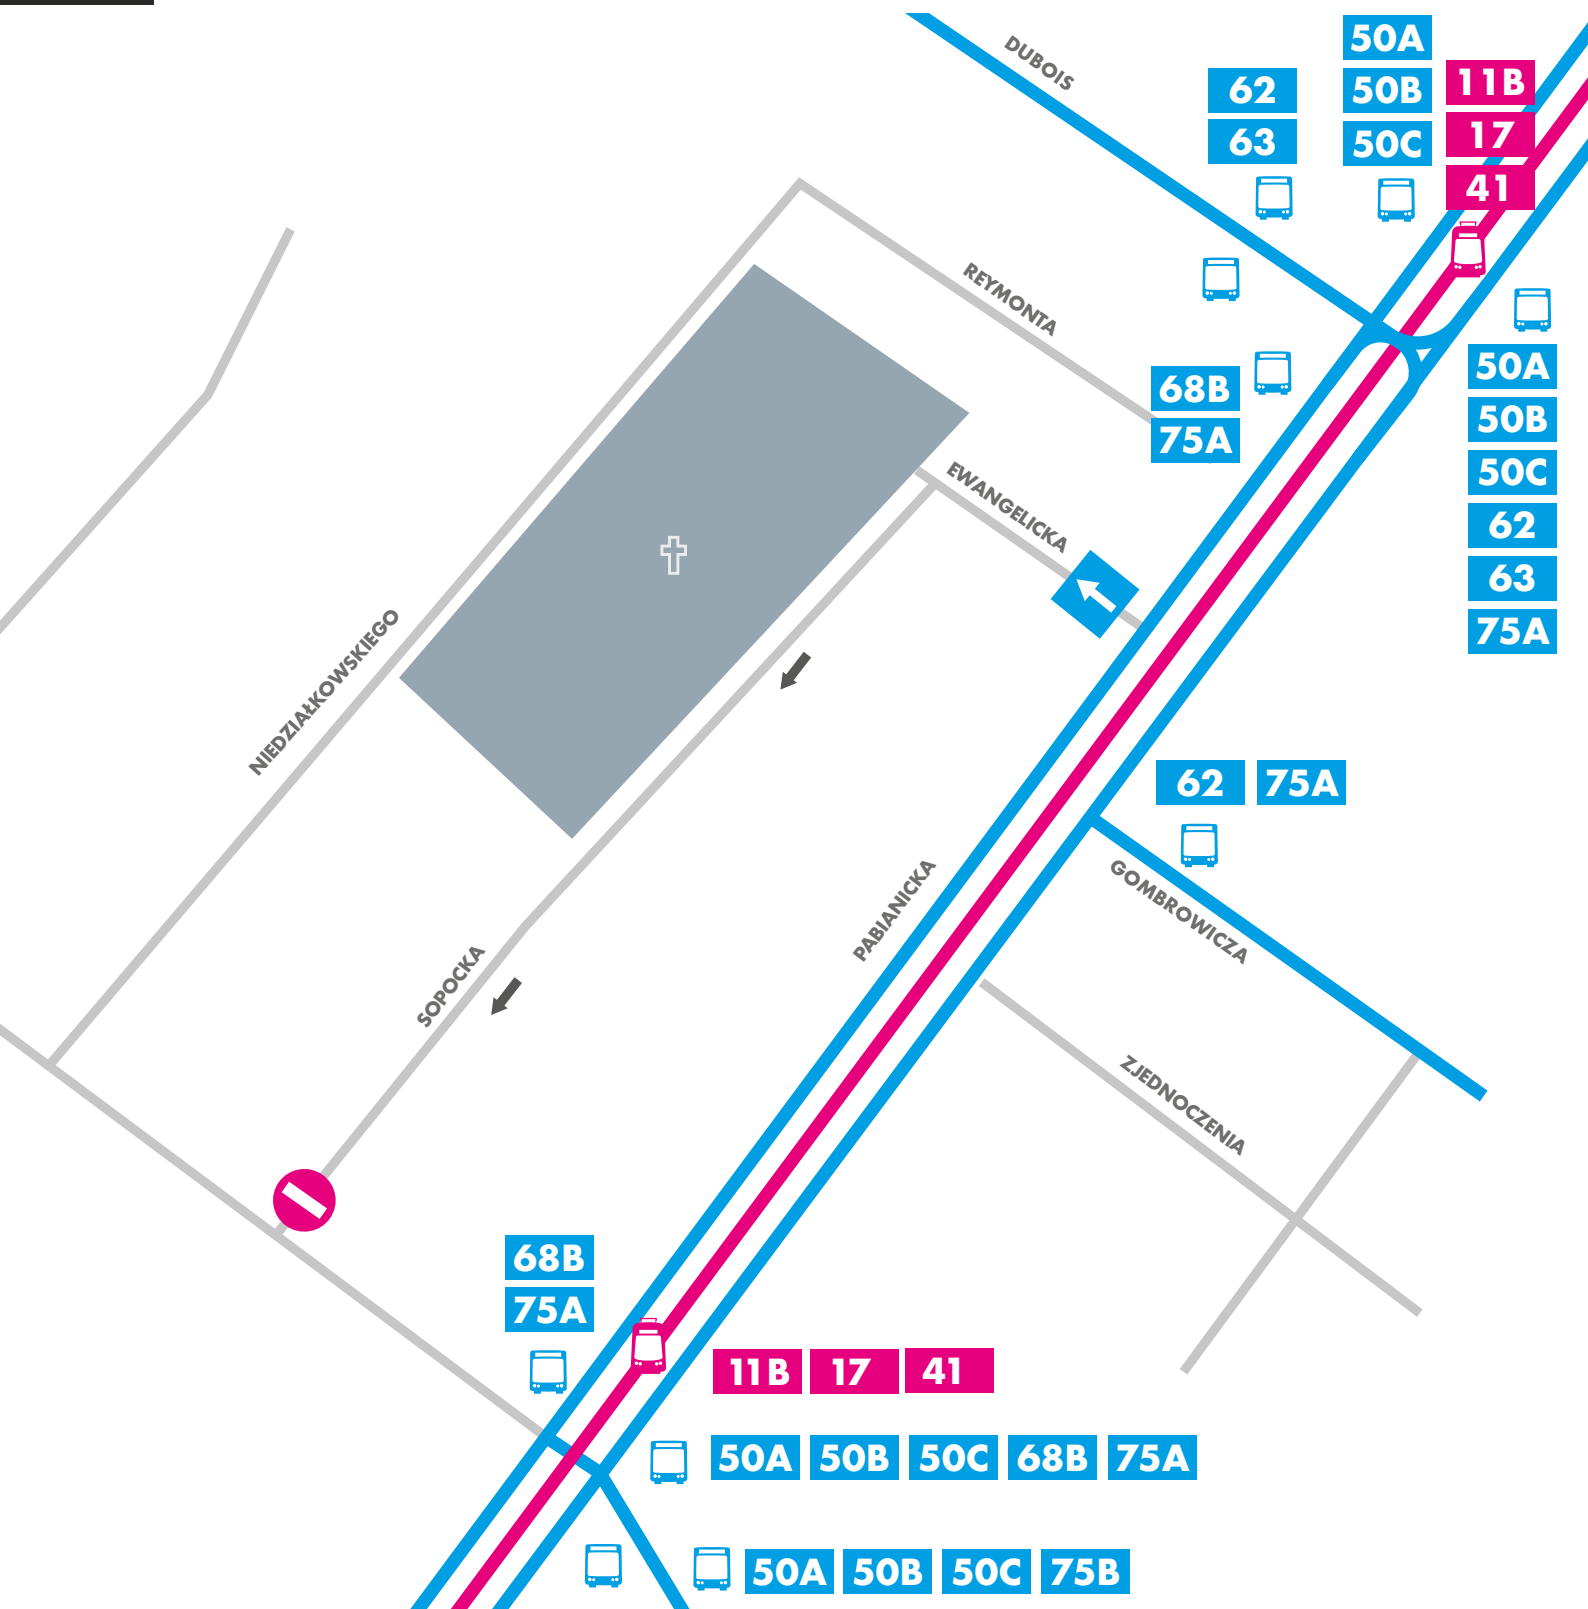 DUBOIS
50A
62
50B
11B
63
50C
17
41
REYMONTA
68B
75A
50A
50B
50C
62
63
75A
EWANGELICKA
NIEDZIAŁKOWSKIEGO
62 75A
PABIANICKA
GOMBROWICZA
SOPOCKA
ZJEDNOCZENIA
68B
75A
11B 17 41
50A 50B 50C 68B 75A
50A 50B 50C 75B